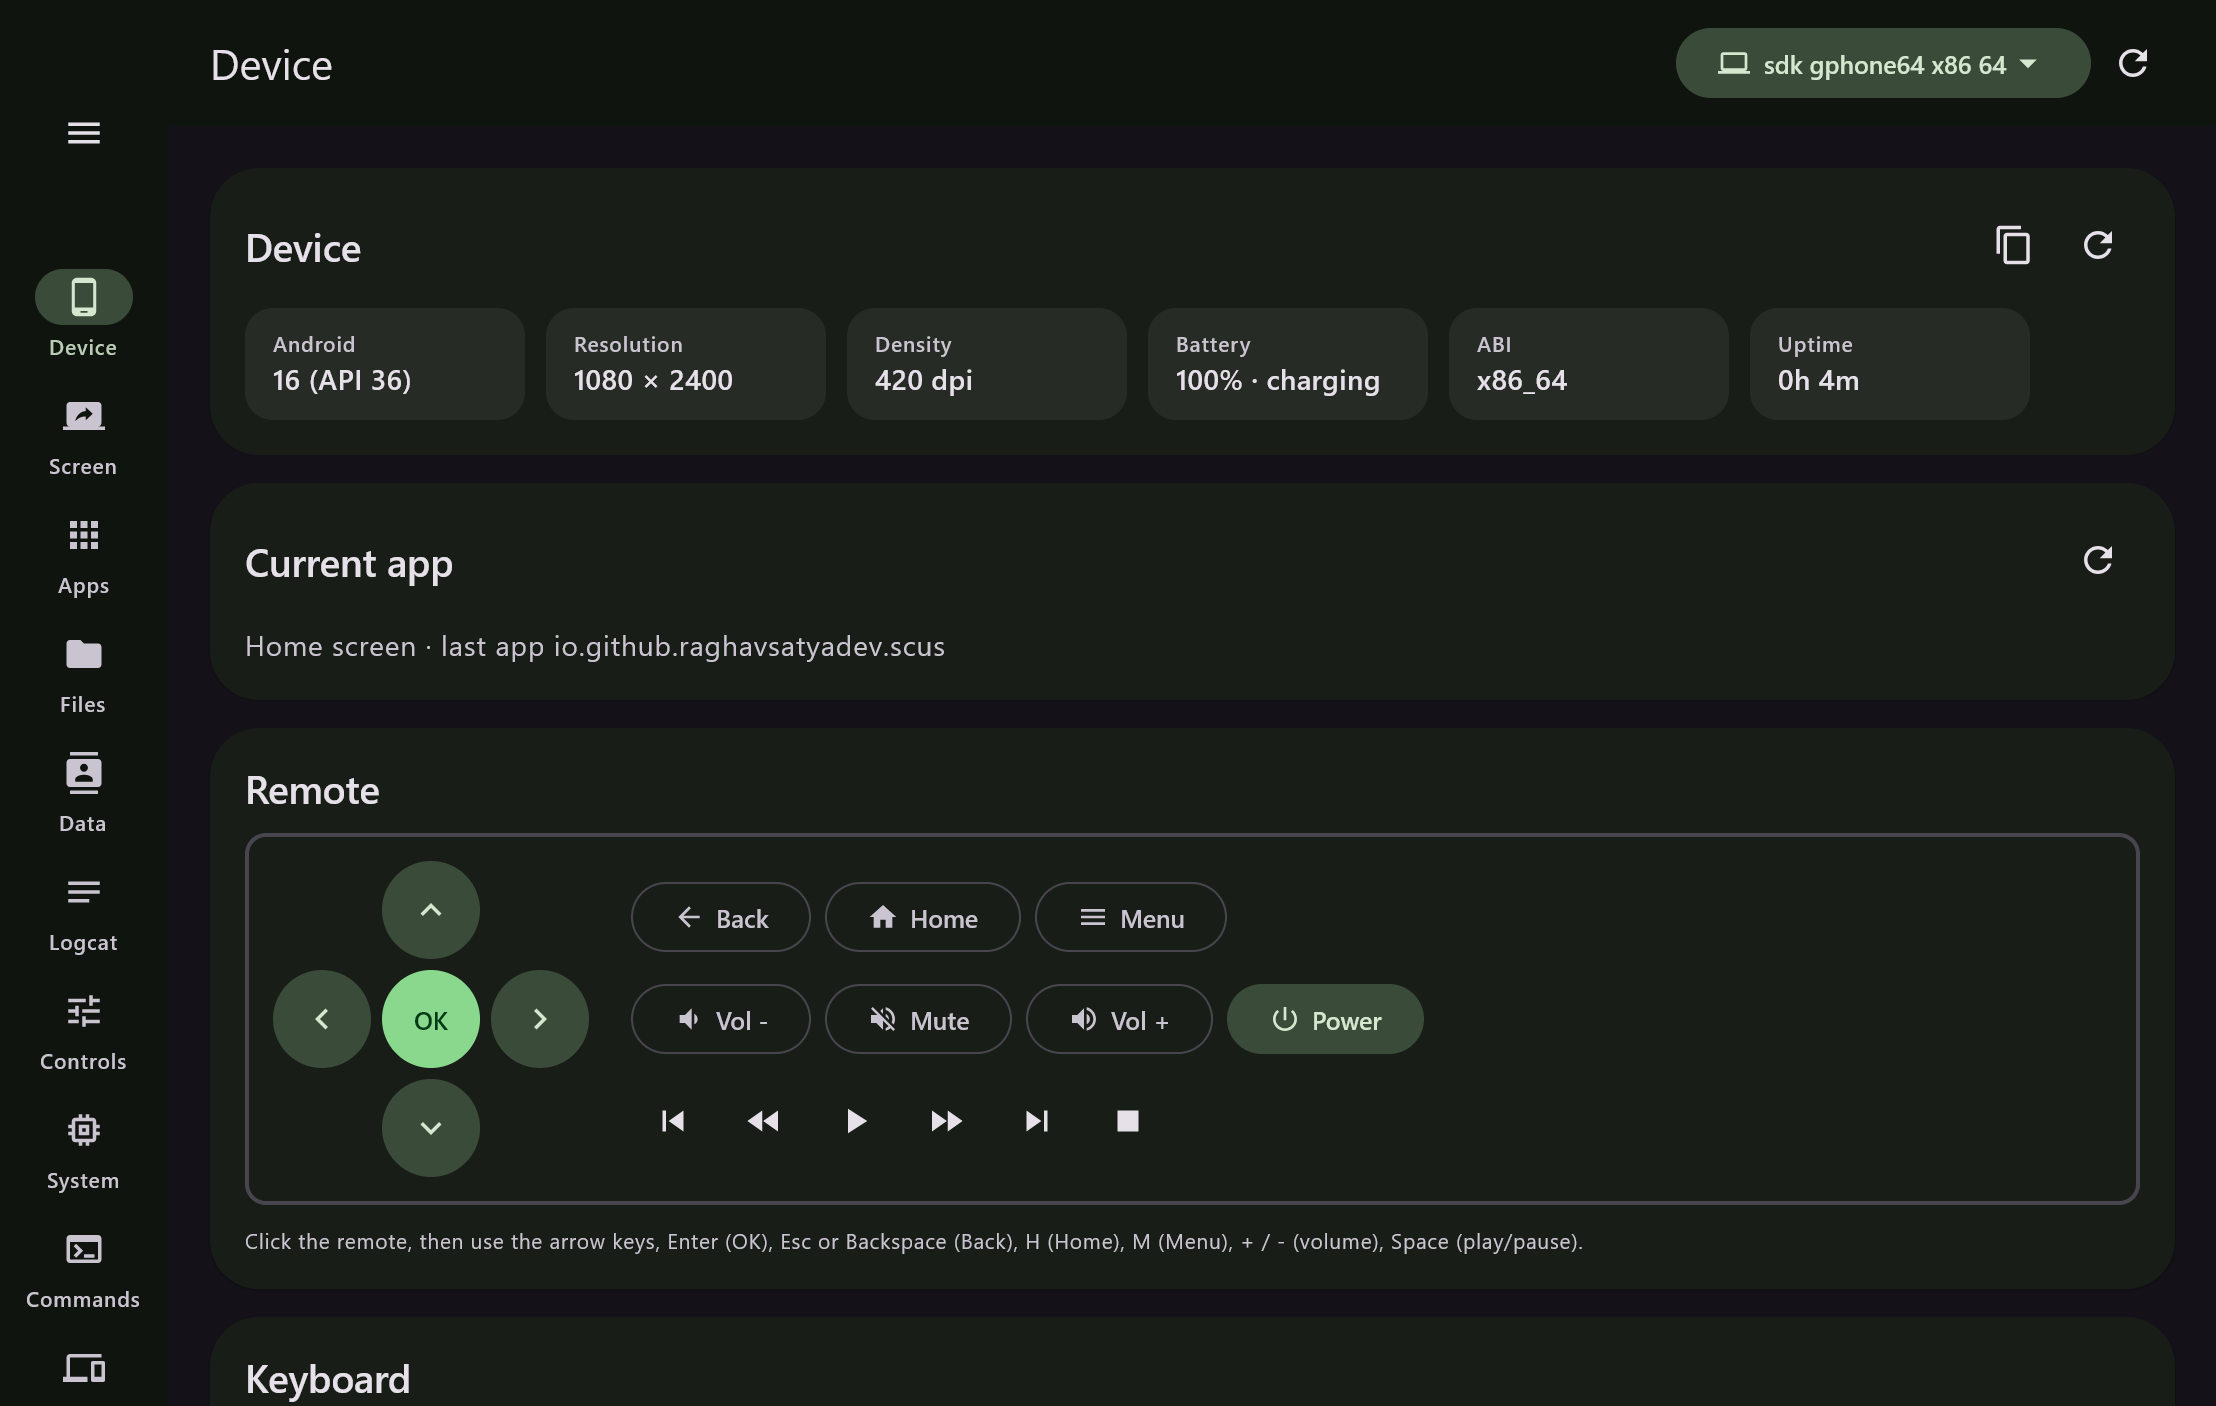 Device
sdk gphone64 x86 64
Device
Screen
Apps
Files
Data
Logcat
Controls
System
Commands
Device
Android
16 (API 36)
Resolution
1080 × 2400
Density
420 dpi
Battery
100% · charging
ABI
x86_64
Uptime
0h 4m
Current app
Home screen · last app io.github.raghavsatyadev.scus
Remote
OK
Back
Home
Menu
Vol -
Mute
Vol +
Power
Click the remote, then use the arrow keys, Enter (OK), Esc or Backspace (Back), H (Home), M (Menu), + / - (volume), Space (play/pause).
Keyboard